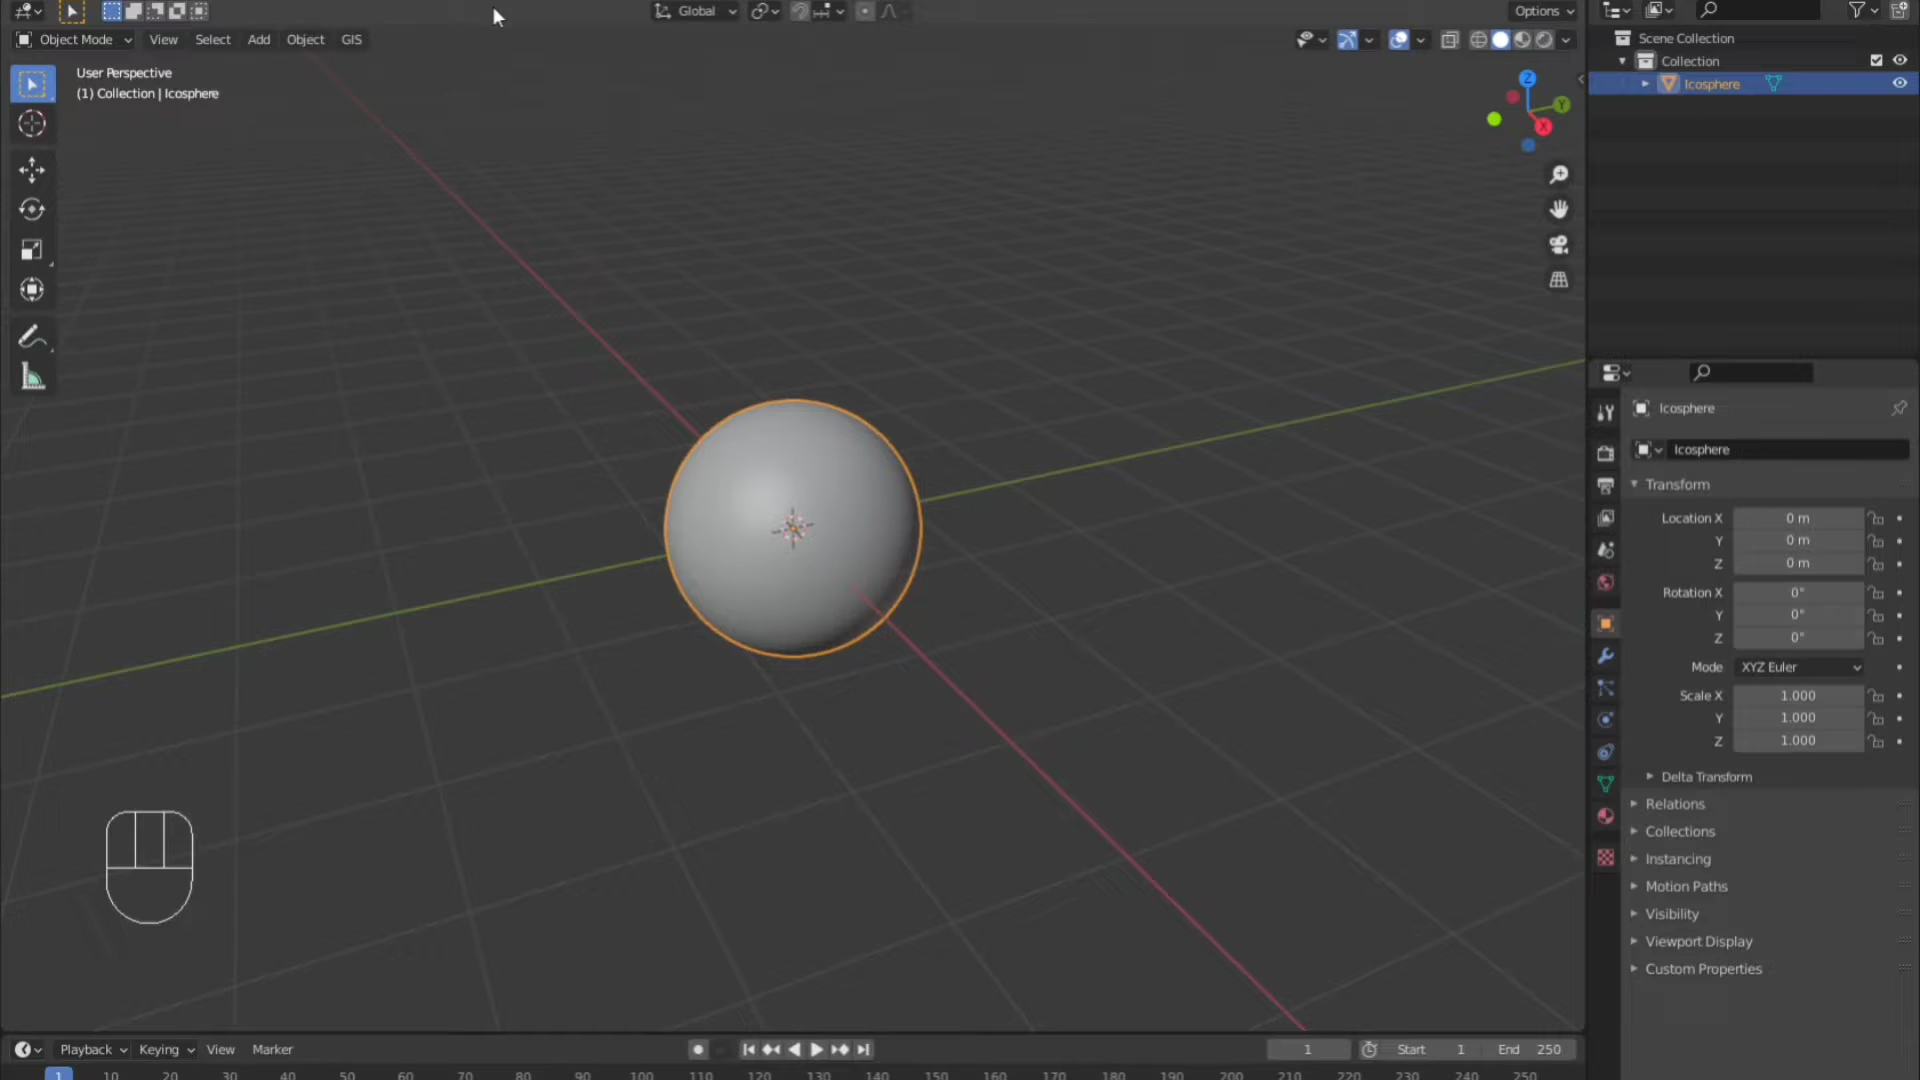 Global
Options
Object Mode View Select Add Object GIS
User Perspective
(1) Collection | Icosphere
Z
Y
X
Scene Collection
Collection
Icosphere
Icosphere
Icosphere
Transform
Location X 0 m
Y 0 m
Z 0 m
Rotation X 0°
Y 0°
Z 0°
Mode XYZ Euler
Scale X 1.000
Y 1.000
Z 1.000
Delta Transform
Relations
Collections
Instancing
Motion Paths
Visibility
Viewport Display
Custom Properties
Playback Keying View Marker 1 Start 1 End 250
1 10 20 30 40 50 60 70 80 90 100 110 120 130 140 150 160 170 180 190 200 210 220 230 240 250